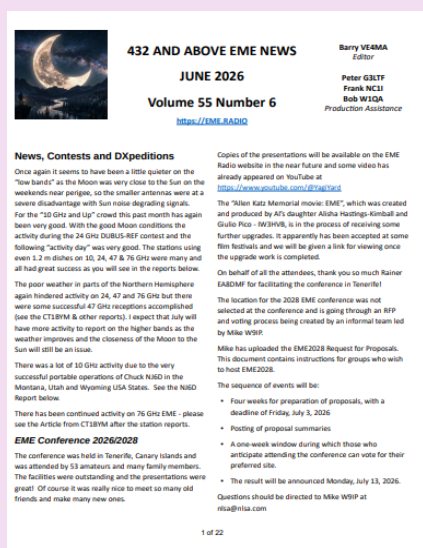 432 AND ABOVE EME NEWS
JUNE 2026
Volume 55 Number 6
https://EME.RADIO
Barry VE4MA
Editor
Peter G3LTF
Frank NC1I
Bob W1QA
Production Assistance
News, Contests and DXpeditions
Once again it seems to have been a little quieter on the
"low bands" as the Moon was very close to the Sun on the
weekends near perigee, so the smaller antennas were at a
severe disadvantage with Sun noise degrading signals.
For the "10 GHz and Up" crowd this past month has again
been very good. With the good Moon conditions the
activity during the 24 GHz DUBUS-REF contest and the
following "activity day" was very good. The stations using
even 1.2 m dishes on 10, 24, 47 & 76 GHz were many and
all had great success as you will see in the reports below.
The poor weather in parts of the Northern Hemisphere
again hindered activity on 24, 47 and 76 GHz but there
were some successful 47 GHz receptions accomplished
(see the CT1BYM & other reports). I expect that July will
have more activity to report on the higher bands as the
weather improves and the closeness of the Moon to the
Sun will still be an issue.
There was a lot of 10 GHz activity due to the very
successful portable operations of Chuck NJ6D in the
Montana, Utah and Wyoming USA States. See the NJ6D
Report below.
There has been continued activity on 76 GHz EME - please
see the Article from CT1BYM after the station reports.
EME Conference 2026/2028
The conference was held in Tenerife, Canary Islands and
was attended by 53 amateurs and many family members.
The facilities were outstanding and the presentations were
great! Of course it was really nice to meet so many old
friends and make many new ones.
Copies of the presentations will be available on the EME
Radio website in the near future and some video has
already appeared on YouTube at
https://www.youtube.com/@YagiYard
The "Allen Katz Memorial movie: EME", which was created
and produced by Al's daughter Alisha Hastings-Kimball and
Giulio Pico - IW3HVB, is in the process of receiving some
further upgrades. It apparently has been accepted at some
film festivals and we will be given a link for viewing once
the upgrade work is completed.
On behalf of all the attendees, thank you so much Rainer
EA8DMF for facilitating the conference in Tenerife!
The location for the 2028 EME conference was not
selected at the conference and is going through an RFP
and voting process being created by an informal team led
by Mike W9IP.
Mike has uploaded the EME2028 Request for Proposals.
This document contains instructions for groups who wish
to host EME2028.
The sequence of events will be:
• Four weeks for preparation of proposals, with a
deadline of Friday, July 3, 2026
• Posting of proposal summaries
• A one-week window during which those who
anticipate attending the conference can vote for their
preferred site.
• The result will be announced Monday, July 13, 2026.
Questions should be directed to Mike W9IP at
nlsa@nlsa.com
1 of 22